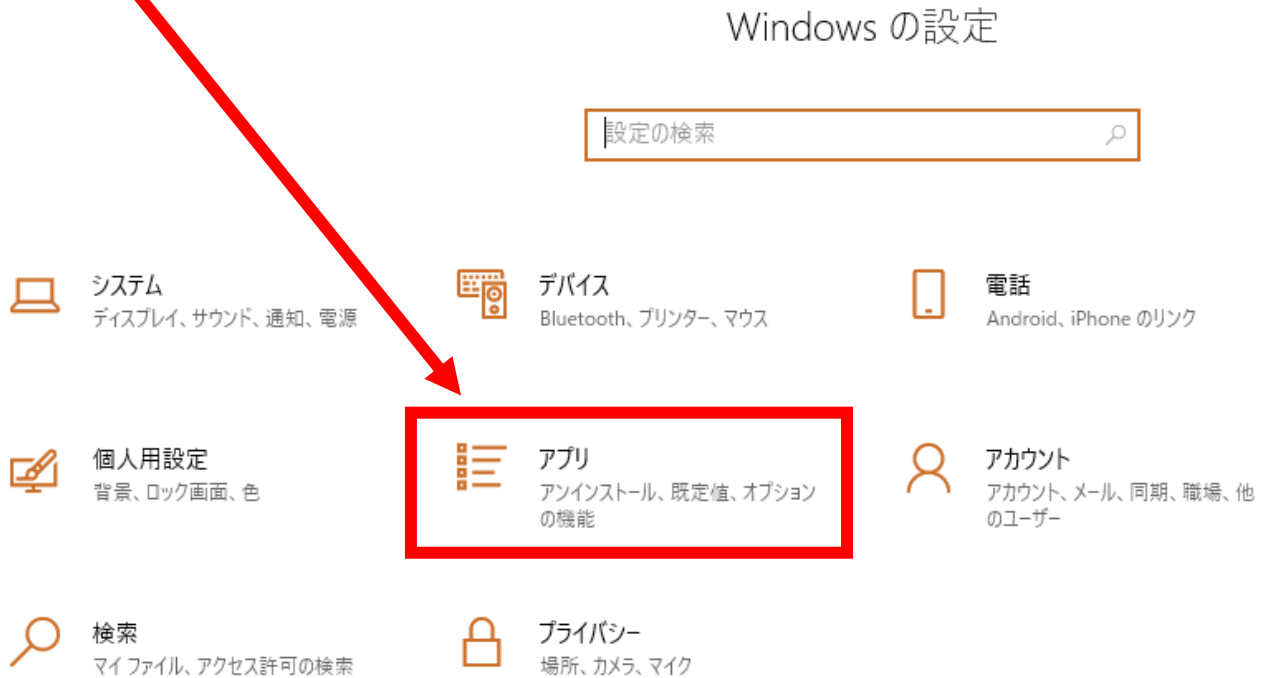 Windows の設定
設定の検索
システム
ディスプレイ、サウンド、通知、電源
デバイス
Bluetooth、プリンター、マウス
電話
Android、iPhone のリンク
個人用設定
背景、ロック画面、色
アプリ
アンインストール、既定値、オプション
の機能
アカウント
アカウント、メール、同期、職場、他
のユーザー
検索
マイ ファイル、アクセス許可の検索
プライバシー
場所、カメラ、マイク